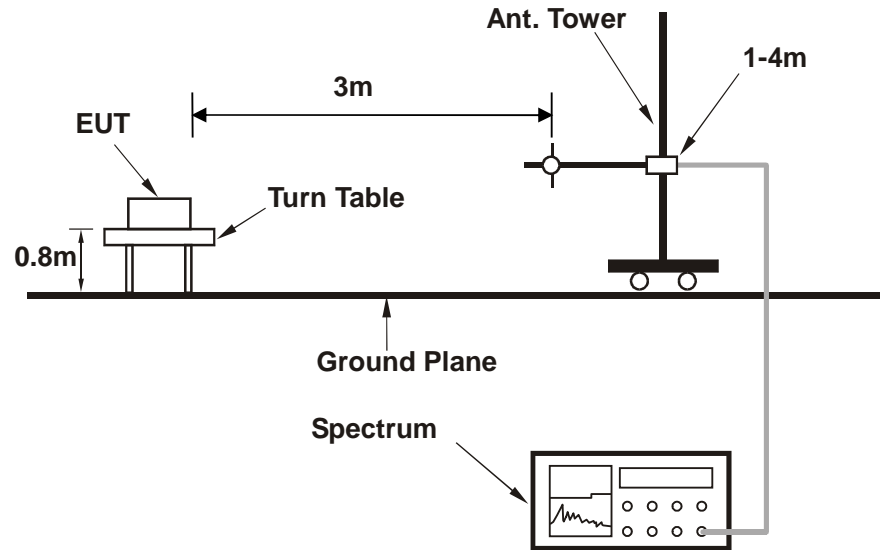 Ant. Tower
1-4m
3m
EUT
Turn Table
0.8m
Ground Plane
Spectrum